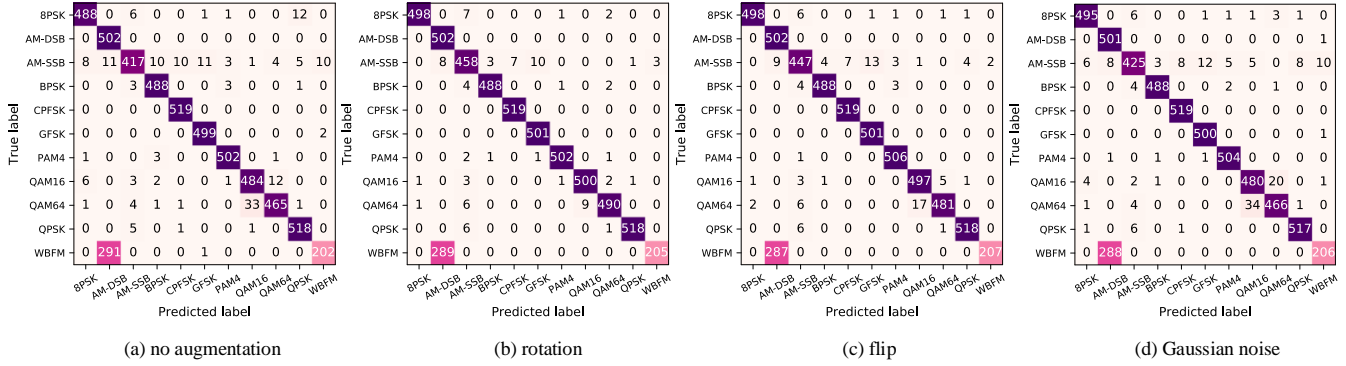 True label
8PSK 488 0 6 0 0 1 1 0 0 12 0
AM-DSB 0 502 0 0 0 0 0 0 0 0 0
AM-SSB 8 11 417 10 10 11 3 1 4 5 10
BPSK 0 0 3 488 0 0 3 0 0 1 0
CPFSK 0 0 0 0 519 0 0 0 0 0 0
GFSK 0 0 0 0 0 499 0 0 0 0 2
PAM4 1 0 0 3 0 0 502 0 1 0 0
QAM16 6 0 3 2 0 0 1 484 12 0 0
QAM64 1 0 4 1 1 0 0 33 465 1 0
QPSK 0 0 5 0 1 0 0 1 0 518 0
WBFM 0 291 0 0 0 1 0 0 0 0 202
8PSK AM-DSB AM-SSB BPSK CPFSK GFSK PAM4 QAM16 QAM64 QPSK WBFM
Predicted label
(a) no augmentation
True label
8PSK 498 0 7 0 0 0 1 0 2 0 0
AM-DSB 0 502 0 0 0 0 0 0 0 0 0
AM-SSB 0 8 458 3 7 10 0 0 0 1 3
BPSK 0 0 4 488 0 0 1 0 2 0 0
CPFSK 0 0 0 0 519 0 0 0 0 0 0
GFSK 0 0 0 0 0 501 0 0 0 0 0
PAM4 0 0 2 1 0 1 502 0 0 0 0
QAM16 1 0 3 0 0 0 1 500 2 1 0
QAM64 1 0 6 0 0 0 0 9 490 0 0
QPSK 0 0 6 0 0 0 0 0 1 518 0
WBFM 0 289 0 0 0 0 0 0 0 0 205
8PSK AM-DSB AM-SSB BPSK CPFSK GFSK PAM4 QAM16 QAM64 QPSK WBFM
Predicted label
(b) rotation
True label
8PSK 498 0 6 0 0 1 1 0 1 1 0
AM-DSB 0 502 0 0 0 0 0 0 0 0 0
AM-SSB 0 9 447 4 7 13 3 1 0 4 2
BPSK 0 0 4 488 0 0 3 0 0 0 0
CPFSK 0 0 0 0 519 0 0 0 0 0 0
GFSK 0 0 0 0 0 501 0 0 0 0 0
PAM4 0 0 1 0 0 0 506 0 0 0 0
QAM16 1 0 3 1 0 0 0 497 5 1 0
QAM64 2 0 6 0 0 0 0 17 481 0 0
QPSK 0 0 6 0 0 0 0 0 1 518 0
WBFM 0 287 0 0 0 0 0 0 0 0 207
8PSK AM-DSB AM-SSB BPSK CPFSK GFSK PAM4 QAM16 QAM64 QPSK WBFM
Predicted label
(c) flip
True label
8PSK 495 0 6 0 0 1 1 1 3 1 0
AM-DSB 0 501 0 0 0 0 0 0 0 0 1
AM-SSB 6 8 425 3 8 12 5 5 0 8 10
BPSK 0 0 4 488 0 0 2 0 1 0 0
CPFSK 0 0 0 0 519 0 0 0 0 0 0
GFSK 0 0 0 0 0 500 0 0 0 0 1
PAM4 0 1 0 1 0 1 504 0 0 0 0
QAM16 4 0 2 1 0 0 0 480 20 0 1
QAM64 1 0 4 0 0 0 0 34 466 1 0
QPSK 1 0 6 0 1 0 0 0 0 517 0
WBFM 0 288 0 0 0 0 0 0 0 0 206
8PSK AM-DSB AM-SSB BPSK CPFSK GFSK PAM4 QAM16 QAM64 QPSK WBFM
Predicted label
(d) Gaussian noise